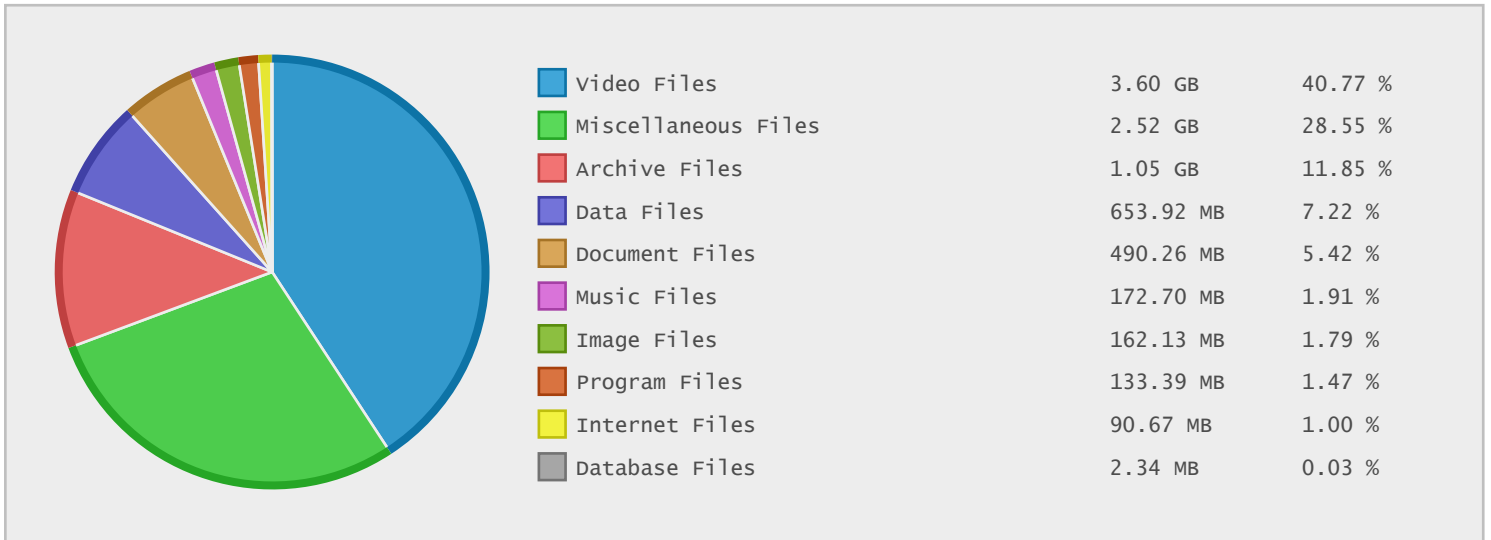 Video Files 3.60 GB 40.77 %
Miscellaneous Files 2.52 GB 28.55 %
Archive Files 1.05 GB 11.85 %
Data Files 653.92 MB 7.22 %
Document Files 490.26 MB 5.42 %
Music Files 172.70 MB 1.91 %
Image Files 162.13 MB 1.79 %
Program Files 133.39 MB 1.47 %
Internet Files 90.67 MB 1.00 %
Database Files 2.34 MB 0.03 %